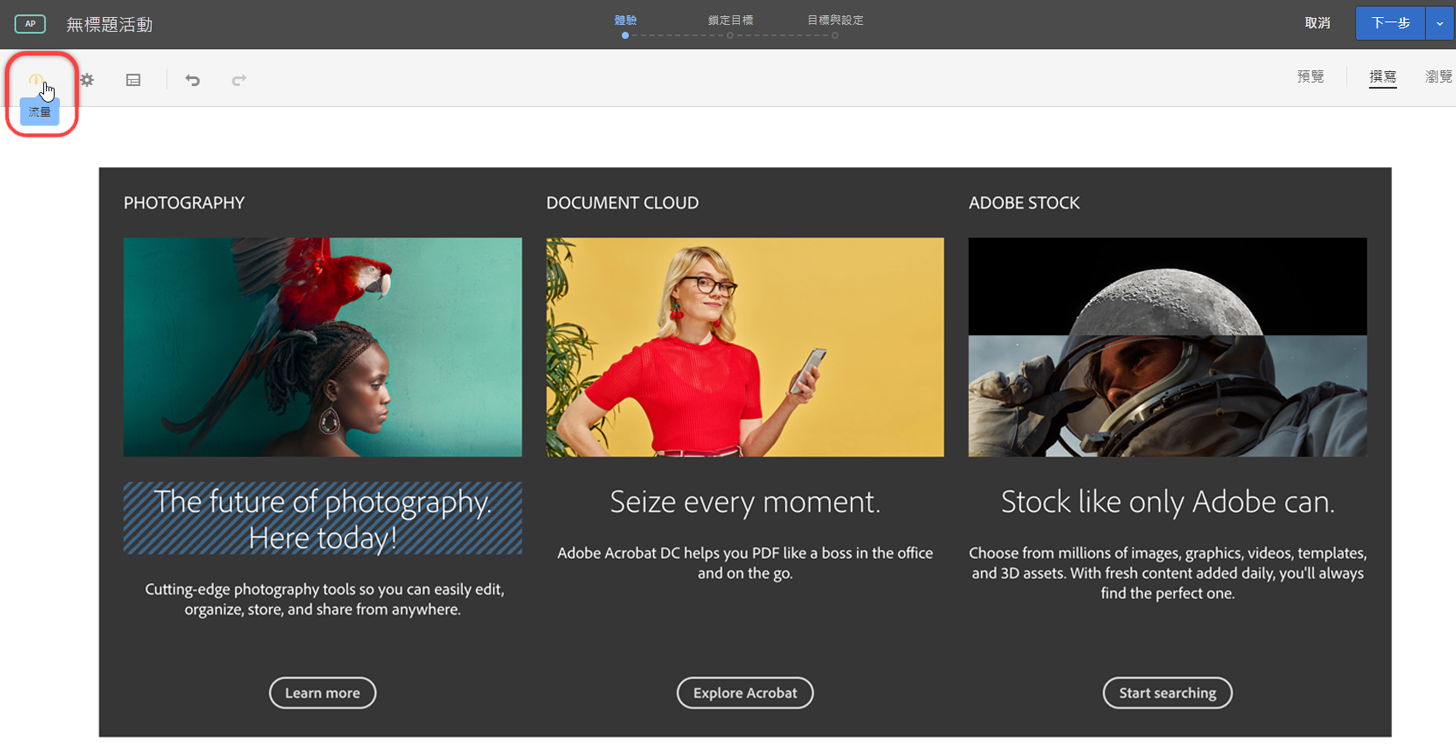 AP
無標題活動
體驗
鎖定目標
目標與設定
取消
下一步
流量
預覽
撰寫
瀏覽
PHOTOGRAPHY
DOCUMENT CLOUD
ADOBE STOCK
The future of photography.
Here today!
Cutting-edge photography tools so you can easily edit,
organize, store, and share from anywhere.
Learn more
Seize every moment.
Adobe Acrobat DC helps you PDF like a boss in the office
and on the go.
Explore Acrobat
Stock like only Adobe can.
Choose from millions of images, graphics, videos, templates,
and 3D assets. With fresh content added daily, you'll always
find the perfect one.
Start searching